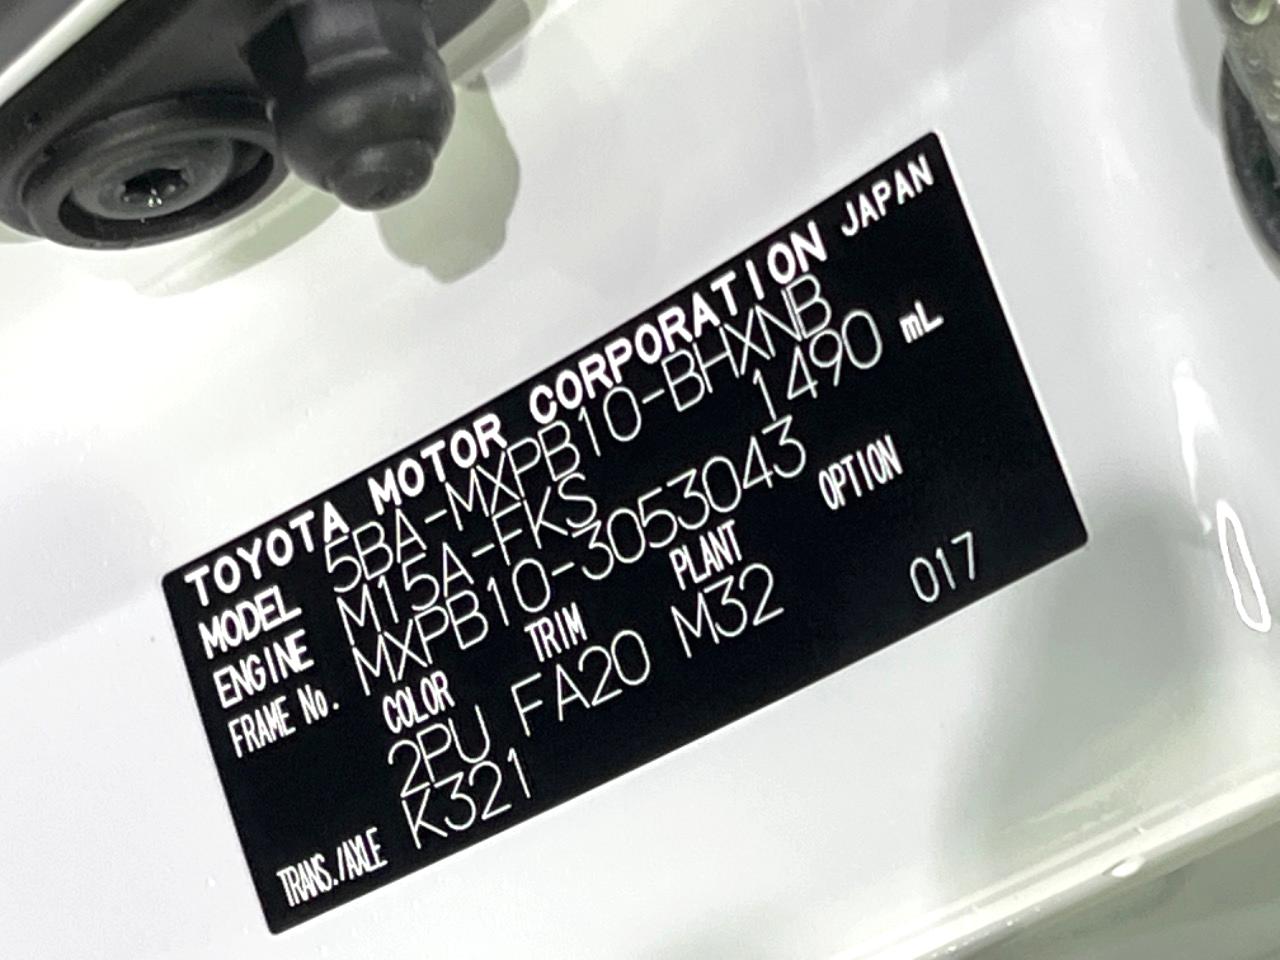 TOYOTA MOTOR CORPORATION JAPAN
MODEL 5BA-MXPB10-BHXNB
ENGINE M15A-FKS 1490 mL
FRAME No. MXPB10-3053043
COLOR TRIM PLANT OPTION
2PU FA20 M32 017
TRANS./AXLE K321